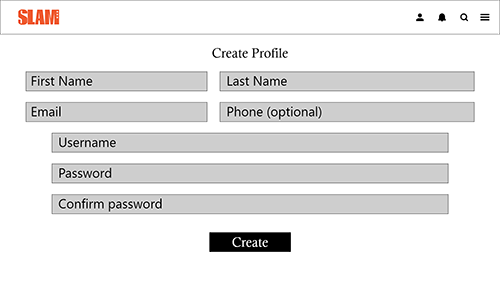 SLAM
Create Profile
First Name Last Name
Email Phone (optional)
Username
Password
Confirm password
Create